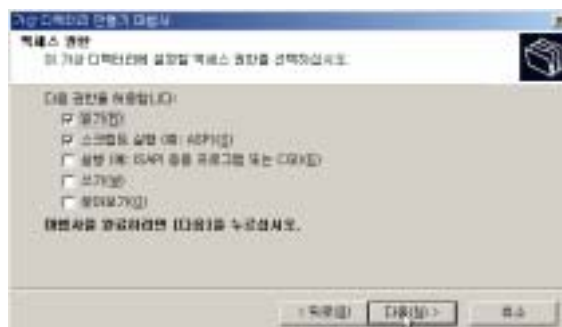 가상 디렉터리 만들기 마법사
액세스 권한
이 가상 디렉터리에 설정할 액세스 권한을 선택하십시오.
다음 권한을 허용합니다:
읽기(R)
스크립트 실행 (예: ASP)(S)
실행 (예: ISAPI 응용 프로그램 또는 CGI)(E)
쓰기(W)
찾아보기(O)
마법사를 완료하려면 [다음]을 누르십시오.
< 뒤로(B)
다음(N) >
취소